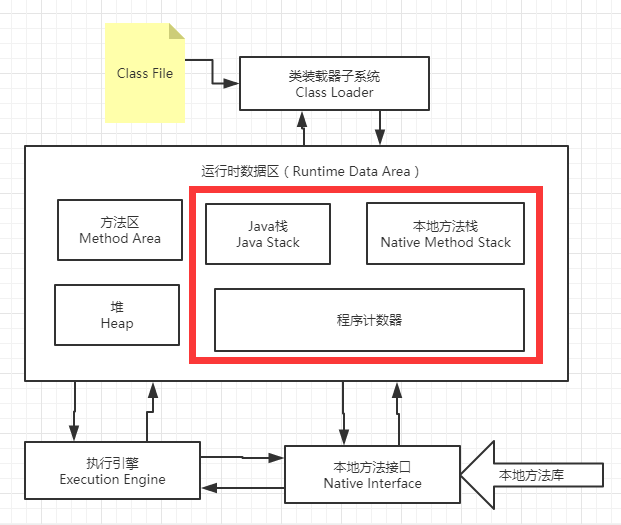 Class File
类装载器子系统
Class Loader
运行时数据区（Runtime Data Area）
方法区
Method Area
Java栈
Java Stack
本地方法栈
Native Method Stack
堆
Heap
程序计数器
执行引擎
Execution Engine
本地方法接口
Native Interface
本地方法库